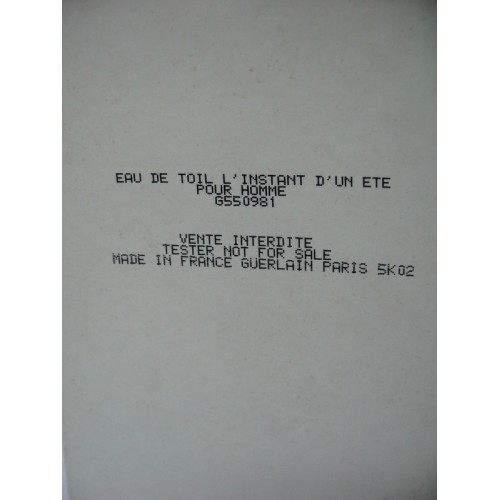 EAU DE TOIL L'INSTANT D'UN ETE
POUR HOMME
G550981
VENTE INTERDITE
TESTER NOT FOR SALE
MADE IN FRANCE GUERLAIN PARIS 5K02